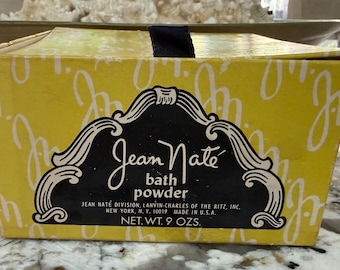 Jean Naté
bath
powder
JEAN NATÉ DIVISION, LANVIN-CHARLES OF THE RITZ, INC.
NEW YORK, N.Y. 10019 MADE IN U.S.A.
NET. WT. 9 OZS.